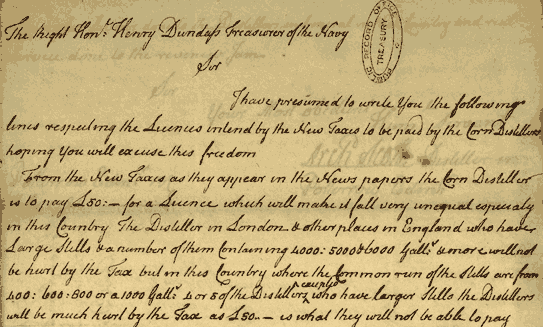 The Right Honᵉ. Henry Dundass Treasurer of the Navy
PUBLIC RECORD OFFICE
TREASURY
Sir
I have presumed to write You the following
lines respecting the Licences intend by the New Taxes to be paid by the Corn Distillers
hoping You will excuse this freedom
From the New Taxes as they appear in the News papers the Corn Distiller
is to pay £50:— for a Licence which will make it fall very unequal especialy
in this Country The Distiller in London & other places in England who have
Large Stills & a number of them Containing 4000: 5000 & 6000 Gallˢ. & more will not
be hurt by the Tax but in this Country where the Common run of the Stills are from
400: 600: 800 or a 1000 Gallˢ. 4 or 5 of the Distillers excepted who have larger Stills the Distillers
will be much hurt by the Tax as £50.— is what they will not be able to pay